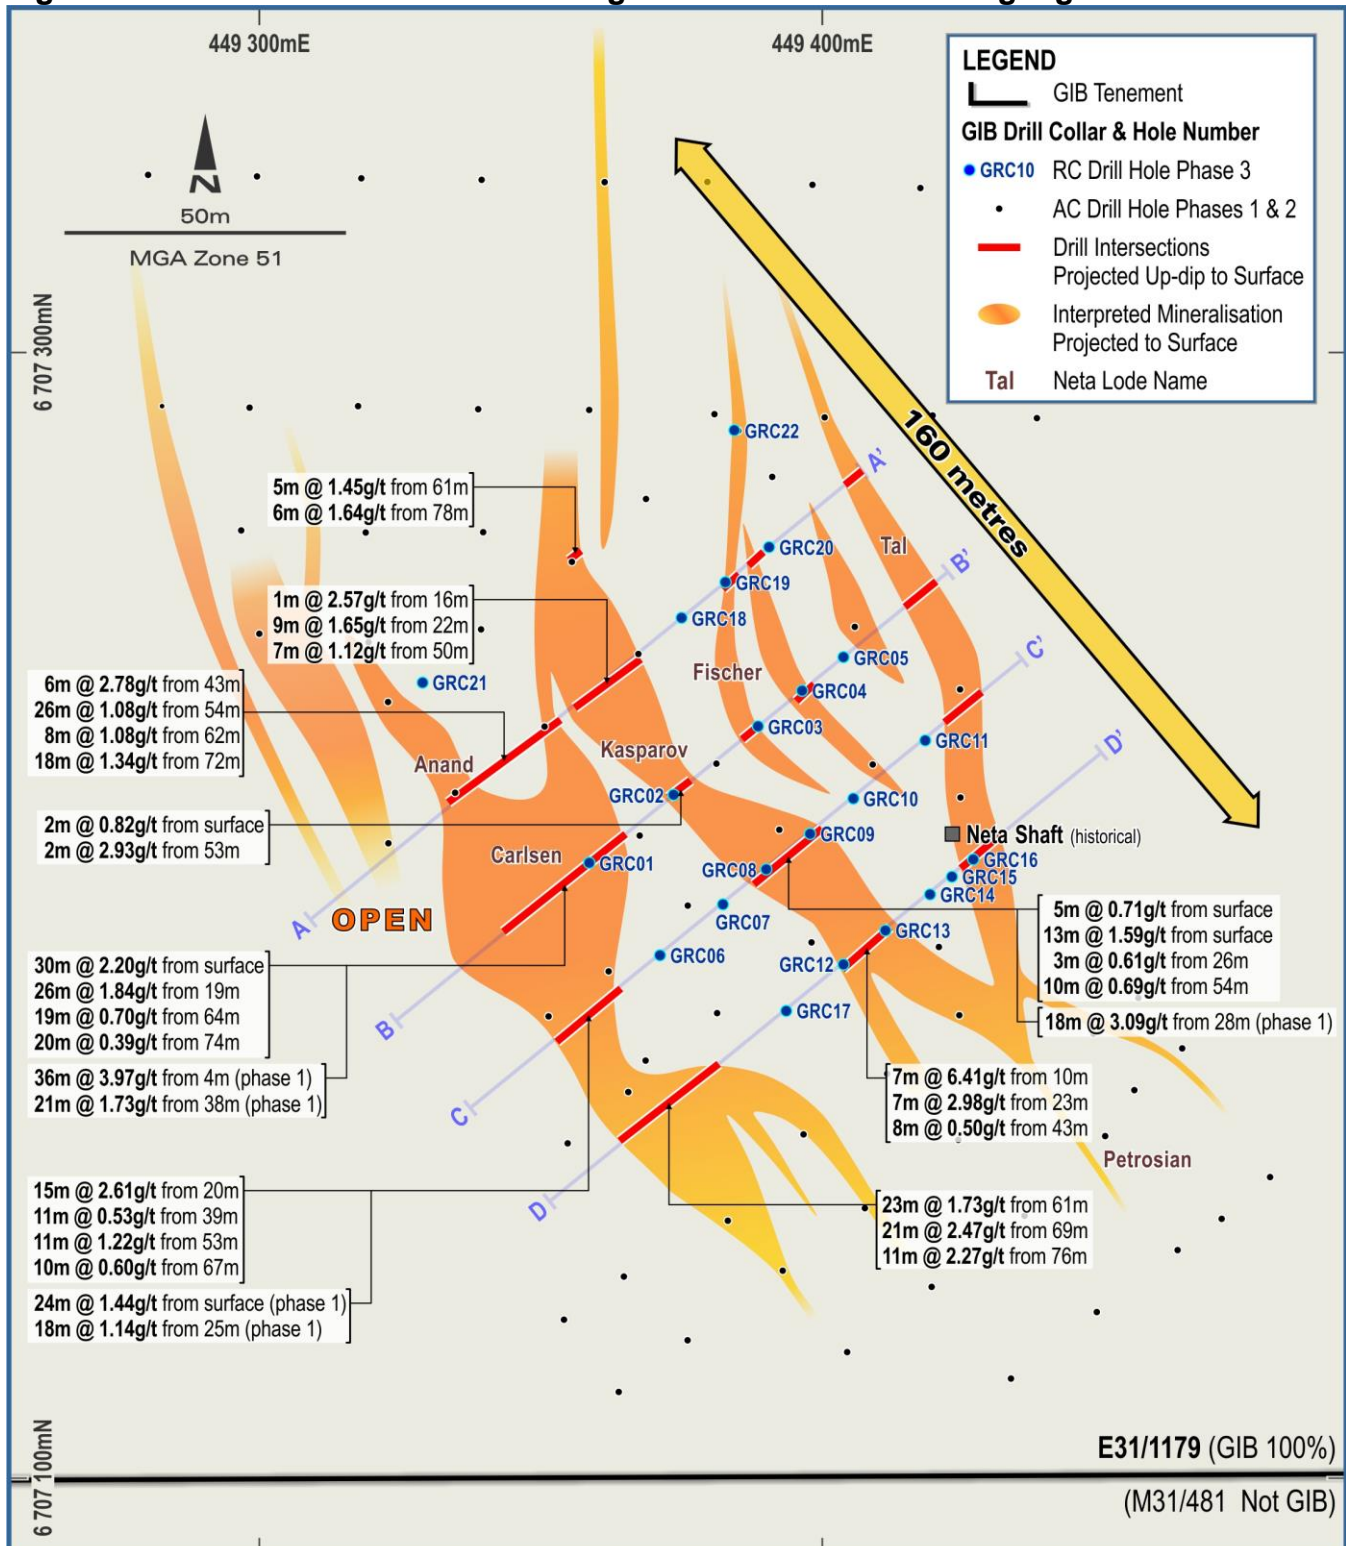 449 300mE
449 400mE
LEGEND
GIB Tenement
GIB Drill Collar & Hole Number
GRC10 RC Drill Hole Phase 3
AC Drill Hole Phases 1 & 2
Drill Intersections
Projected Up-dip to Surface
Interpreted Mineralisation
Projected to Surface
Tal Neta Lode Name
N
50m
MGA Zone 51
6 707 300mN
160 metres
GRC22
A'
5m @ 1.45g/t from 61m
6m @ 1.64g/t from 78m
GRC20
Tal
B'
GRC19
1m @ 2.57g/t from 16m
9m @ 1.65g/t from 22m
7m @ 1.12g/t from 50m
GRC18
C'
GRC05
Fischer
6m @ 2.78g/t from 43m
26m @ 1.08g/t from 54m
8m @ 1.08g/t from 62m
18m @ 1.34g/t from 72m
GRC21
GRC04
GRC03
GRC11
D'
Kasparov
Anand
GRC02
GRC10
2m @ 0.82g/t from surface
2m @ 2.93g/t from 53m
GRC09
Neta Shaft (historical)
Carlsen
GRC01
GRC08
GRC16
GRC15
GRC14
A
OPEN
GRC07
5m @ 0.71g/t from surface
13m @ 1.59g/t from surface
3m @ 0.61g/t from 26m
10m @ 0.69g/t from 54m
GRC13
GRC06
GRC12
30m @ 2.20g/t from surface
26m @ 1.84g/t from 19m
19m @ 0.70g/t from 64m
20m @ 0.39g/t from 74m
GRC17
18m @ 3.09g/t from 28m (phase 1)
B
36m @ 3.97g/t from 4m (phase 1)
21m @ 1.73g/t from 38m (phase 1)
7m @ 6.41g/t from 10m
7m @ 2.98g/t from 23m
8m @ 0.50g/t from 43m
C
Petrosian
15m @ 2.61g/t from 20m
11m @ 0.53g/t from 39m
11m @ 1.22g/t from 53m
10m @ 0.60g/t from 67m
D
23m @ 1.73g/t from 61m
21m @ 2.47g/t from 69m
11m @ 2.27g/t from 76m
24m @ 1.44g/t from surface (phase 1)
18m @ 1.14g/t from 25m (phase 1)
E31/1179 (GIB 100%)
6 707 100mN
(M31/481 Not GIB)